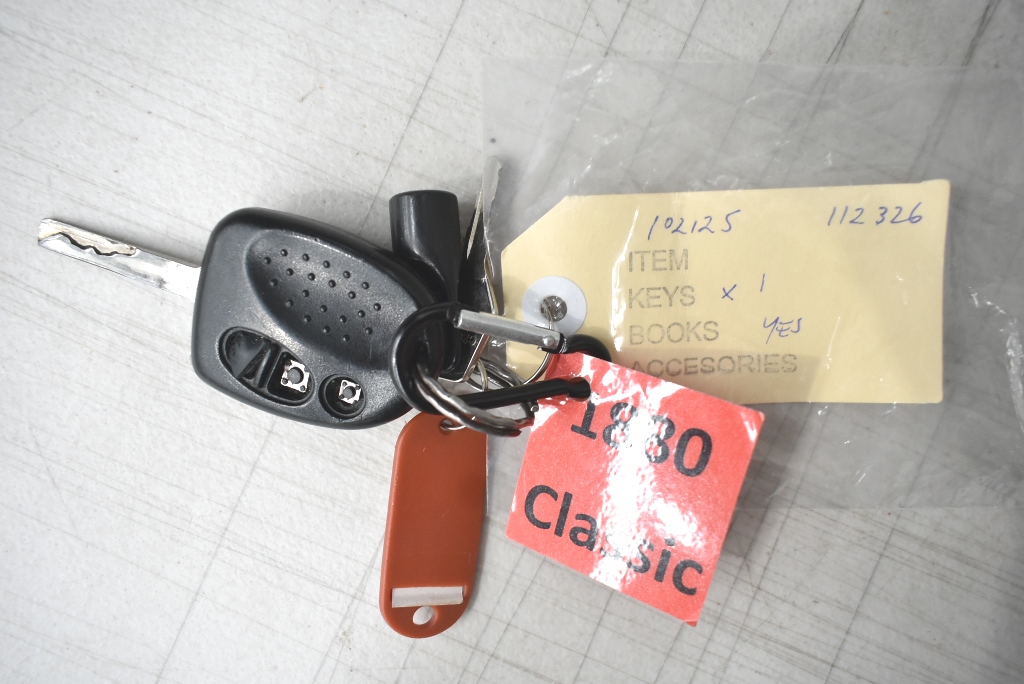 102125 112326
ITEM
KEYS x 1
BOOKS YES
ACCESORIES
1880
Classic